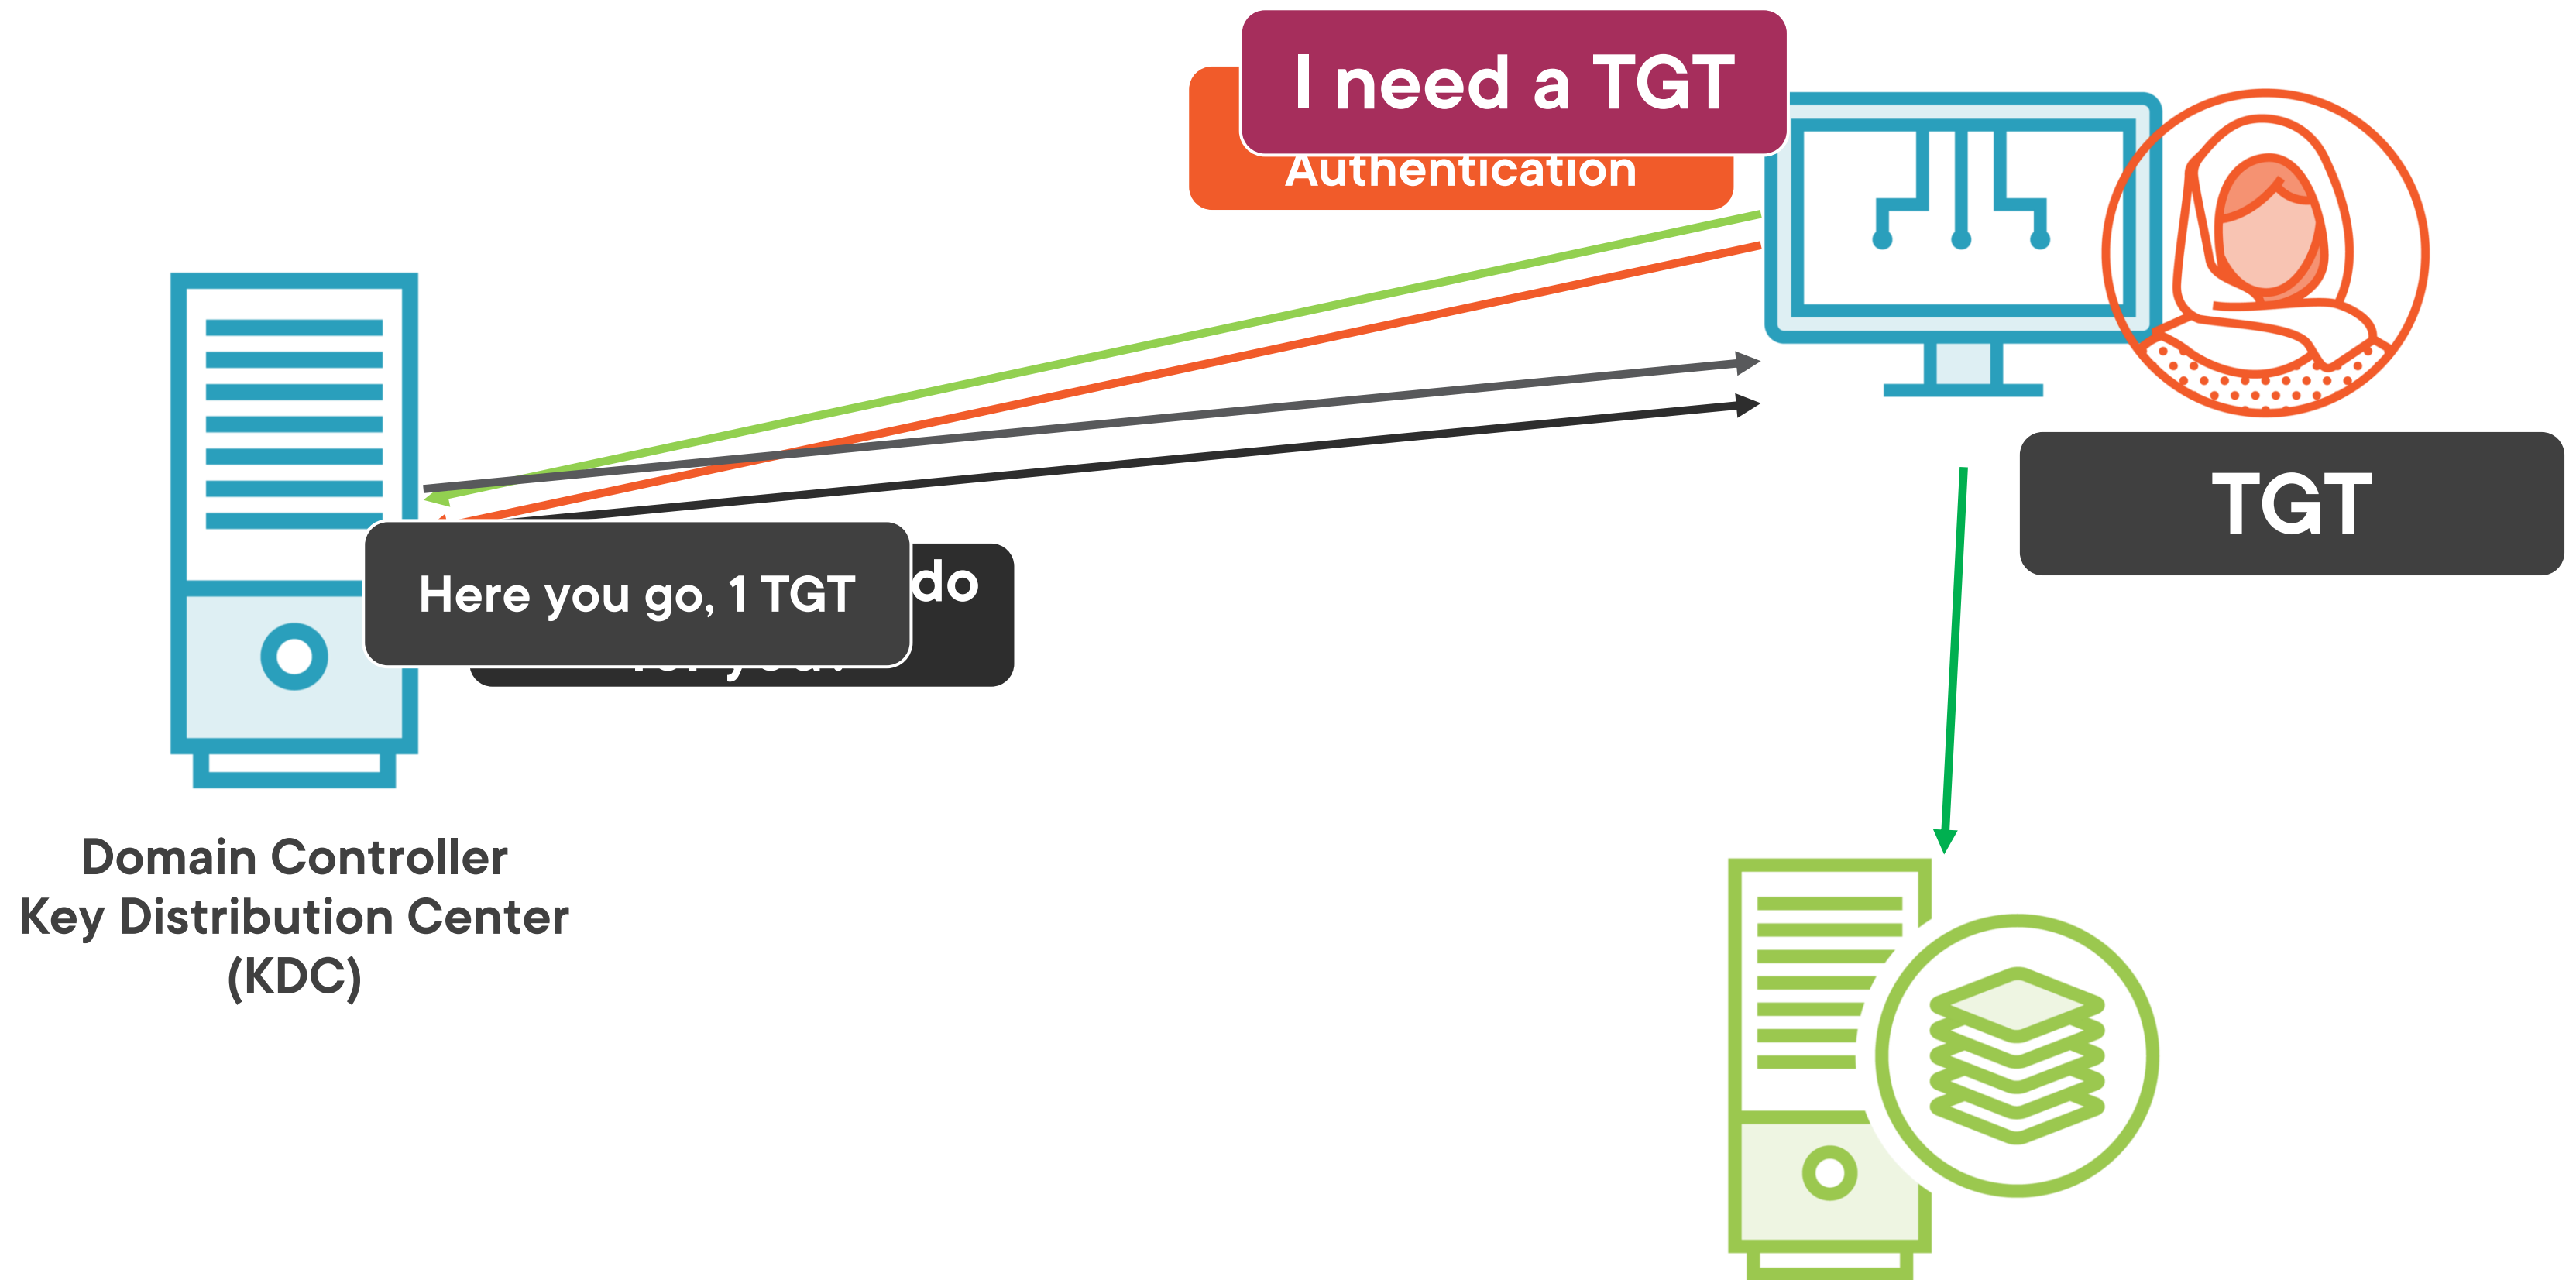 I need a TGT
Authentication
TGT
do
Here you go, 1 TGT
Domain Controller
Key Distribution Center
(KDC)